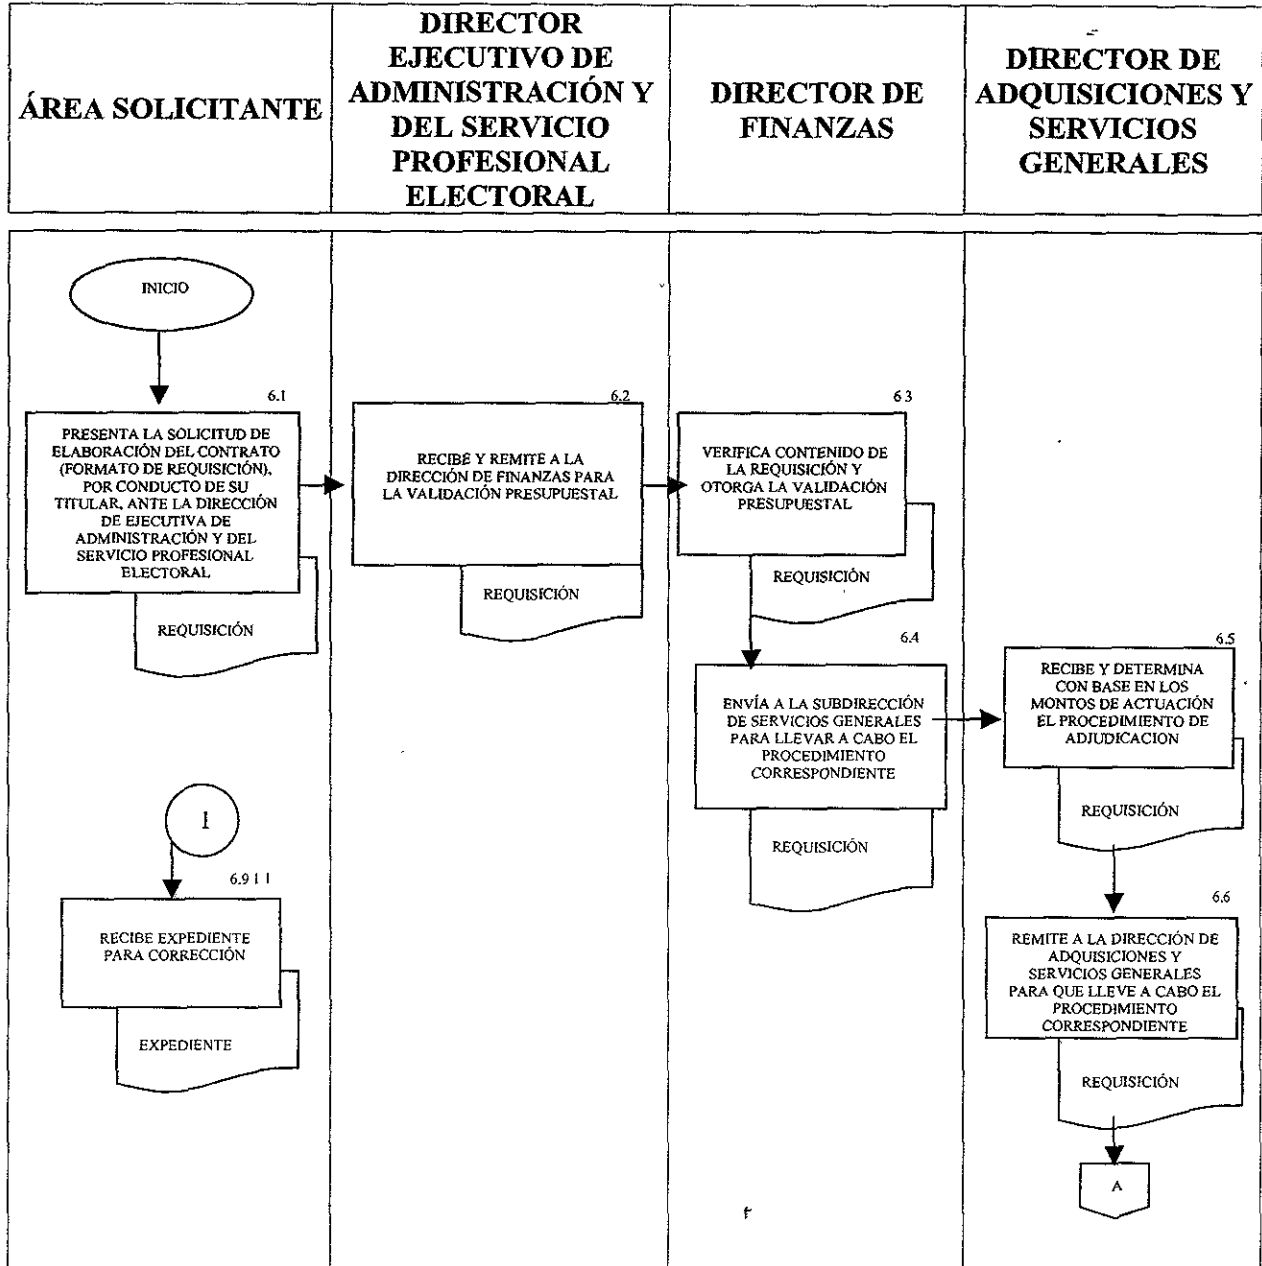 ÁREA SOLICITANTE
DIRECTOR
EJECUTIVO DE
ADMINISTRACIÓN Y
DEL SERVICIO
PROFESIONAL
ELECTORAL
DIRECTOR DE
FINANZAS
DIRECTOR DE
ADQUISICIONES Y
SERVICIOS
GENERALES
INICIO
6.1
PRESENTA LA SOLICITUD DE
ELABORACIÓN DEL CONTRATO
(FORMATO DE REQUISICIÓN),
POR CONDUCTO DE SU
TITULAR, ANTE LA DIRECCIÓN
DE EJECUTIVA DE
ADMINISTRACIÓN Y DEL
SERVICIO PROFESIONAL
ELECTORAL
REQUISICIÓN
6.2
RECIBE Y REMITE A LA
DIRECCIÓN DE FINANZAS PARA
LA VALIDACIÓN PRESUPUESTAL
REQUISICIÓN
6 3
VERIFICA CONTENIDO DE
LA REQUISICIÓN Y
OTORGA LA VALIDACIÓN
PRESUPUESTAL
REQUISICIÓN
6.4
ENVÍA A LA SUBDIRECCIÓN
DE SERVICIOS GENERALES
PARA LLEVAR A CABO EL
PROCEDIMIENTO
CORRESPONDIENTE
REQUISICIÓN
6.5
RECIBE Y DETERMINA
CON BASE EN LOS
MONTOS DE ACTUACIÓN
EL PROCEDIMIENTO DE
ADJUDICACION
REQUISICIÓN
6.6
REMITE A LA DIRECCIÓN DE
ADQUISICIONES Y
SERVICIOS GENERALES
PARA QUE LLEVE A CABO EL
PROCEDIMIENTO
CORRESPONDIENTE
REQUISICIÓN
A
1
6.9 1 1
RECIBE EXPEDIENTE
PARA CORRECCIÓN
EXPEDIENTE